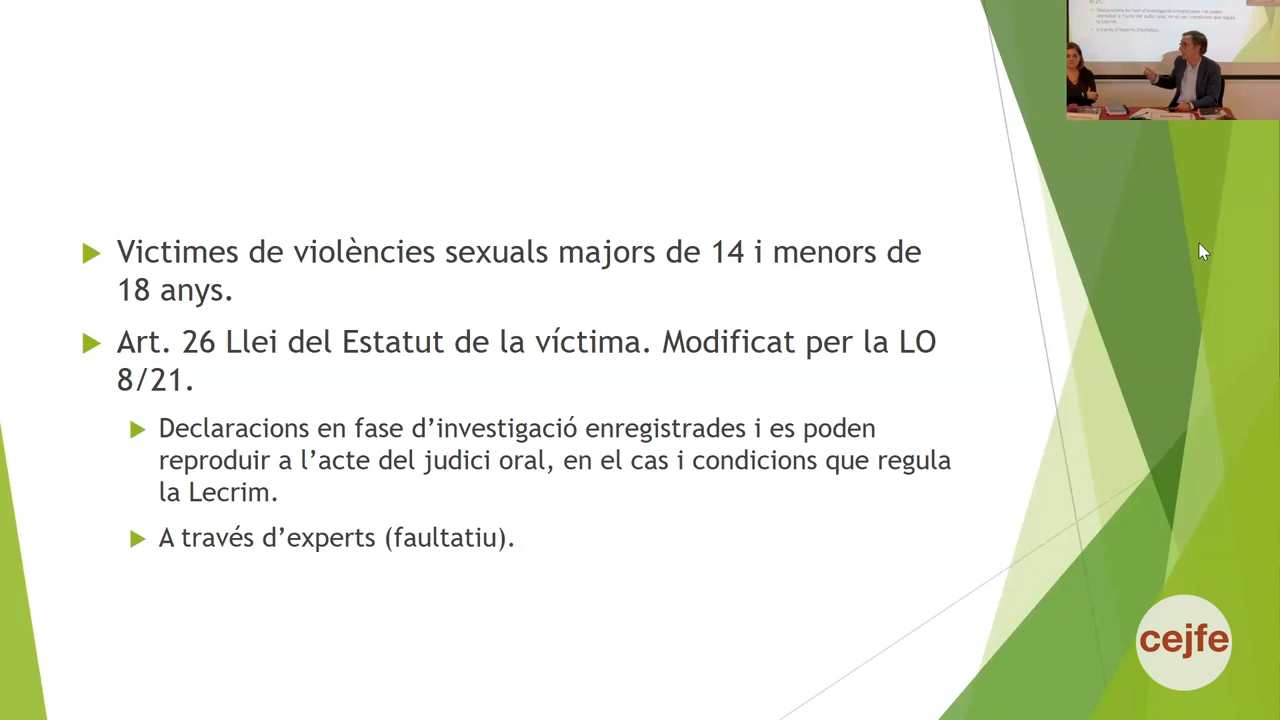 Victimes de violències sexuals majors de 14 i menors de
18 anys.
Art. 26 Llei del Estatut de la víctima. Modificat per la LO
8/21.
Declaracions en fase d’investigació enregistrades i es poden
reproduir a l’acte del judici oral, en el cas i condicions que regula
la Lecrim.
A través d’experts (faultatiu).
cejfe